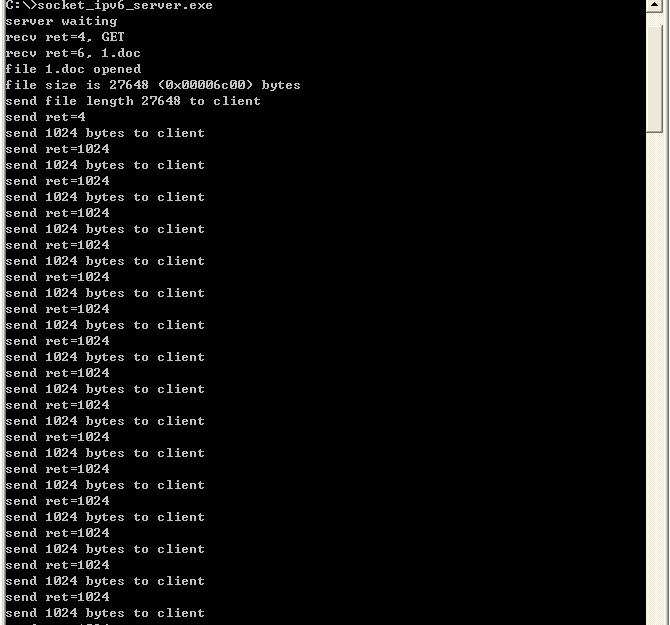 C:\>socket_ipv6_server.exe
server waiting
recv ret=4, GET
recv ret=6, 1.doc
file 1.doc opened
file size is 27648 (0x00006c00) bytes
send file length 27648 to client
send ret=4
send 1024 bytes to client
send ret=1024
send 1024 bytes to client
send ret=1024
send 1024 bytes to client
send ret=1024
send 1024 bytes to client
send ret=1024
send 1024 bytes to client
send ret=1024
send 1024 bytes to client
send ret=1024
send 1024 bytes to client
send ret=1024
send 1024 bytes to client
send ret=1024
send 1024 bytes to client
send ret=1024
send 1024 bytes to client
send ret=1024
send 1024 bytes to client
send ret=1024
send 1024 bytes to client
send ret=1024
send 1024 bytes to client
send ret=1024
send 1024 bytes to client
send ret=1024
send 1024 bytes to client
send ret=1024
send 1024 bytes to client